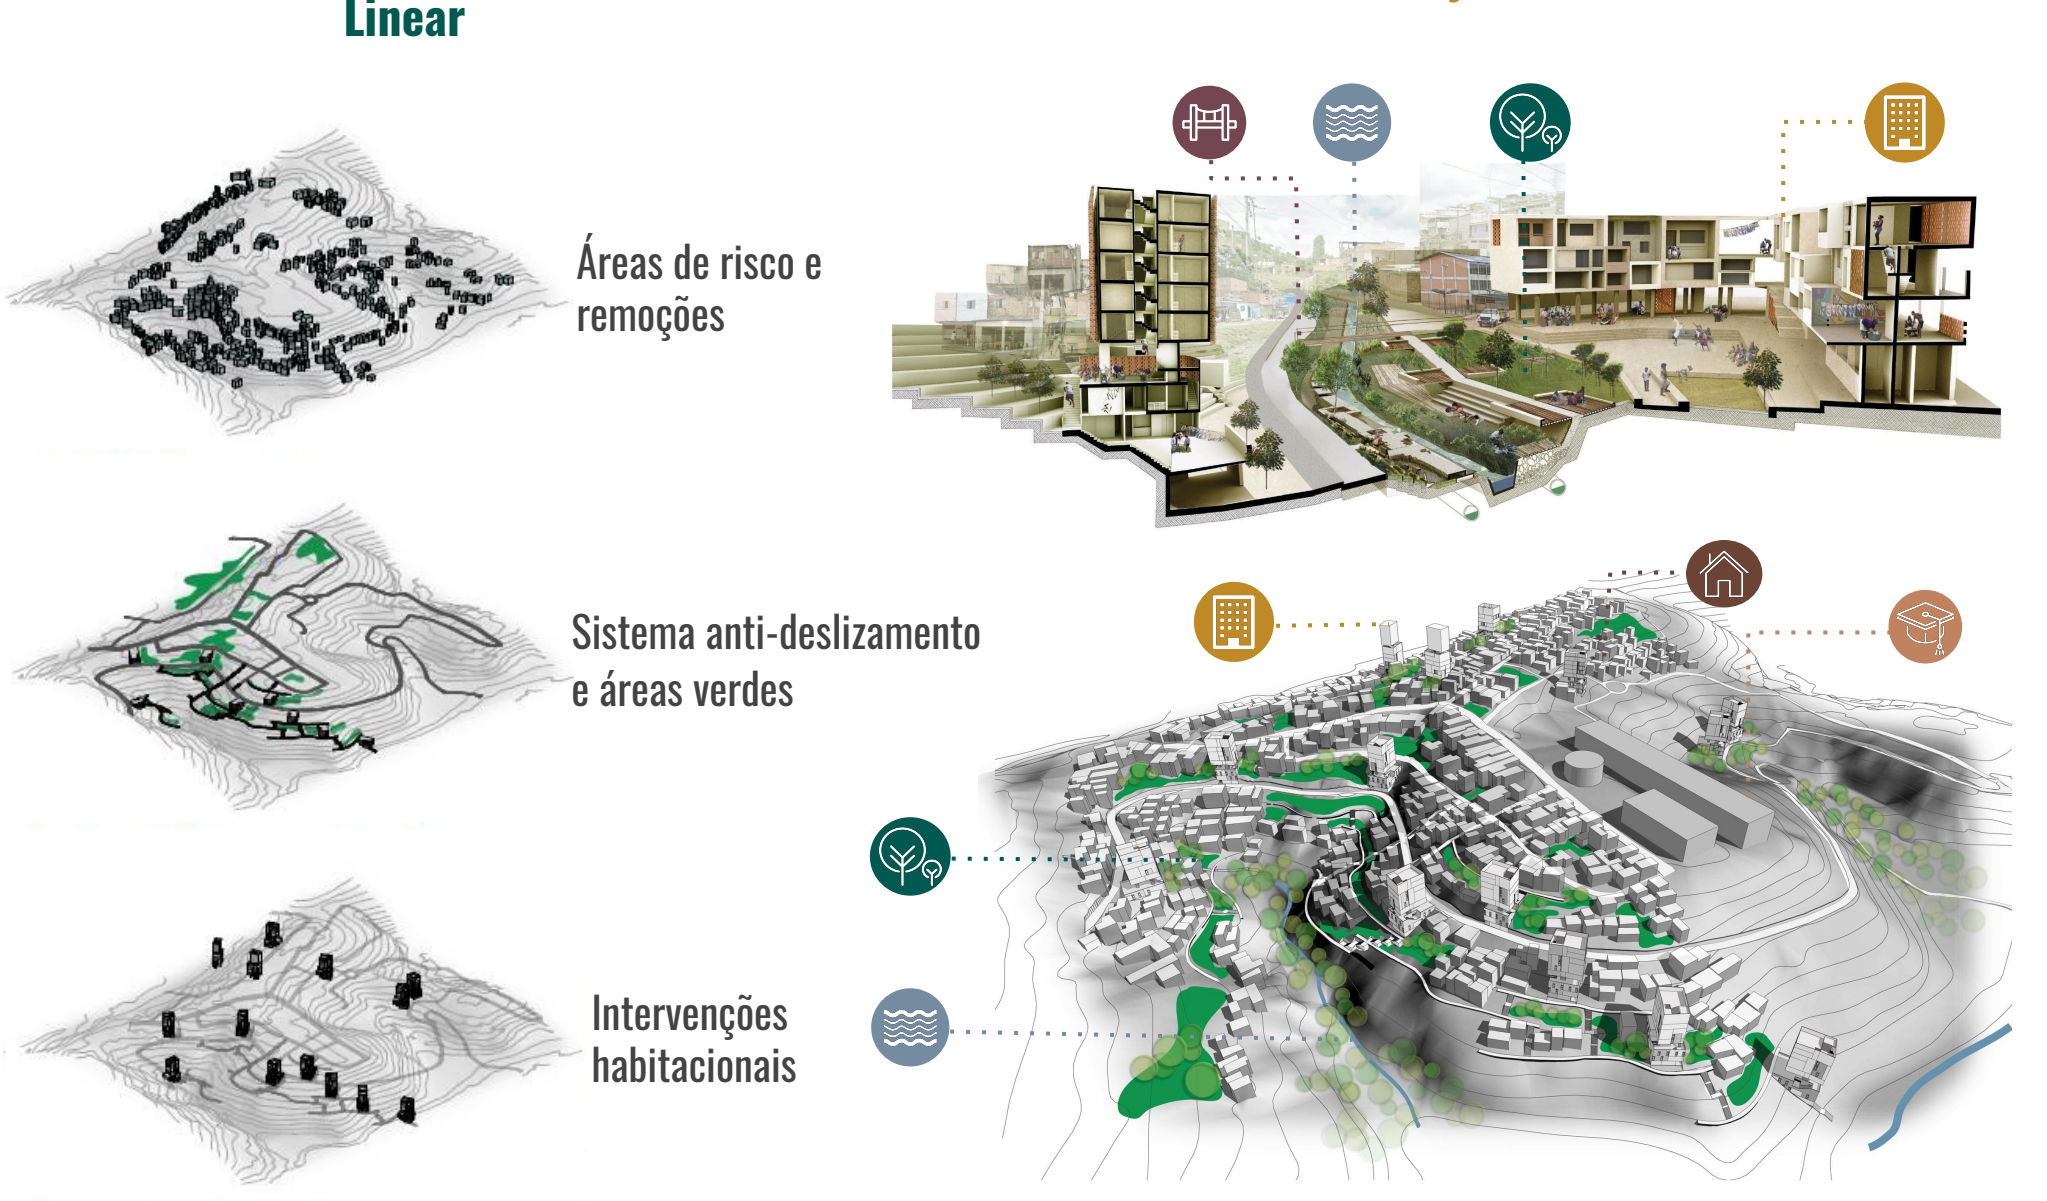 Linear
Áreas de risco e
remoções
Sistema anti-deslizamento
e áreas verdes
Intervenções
habitacionais